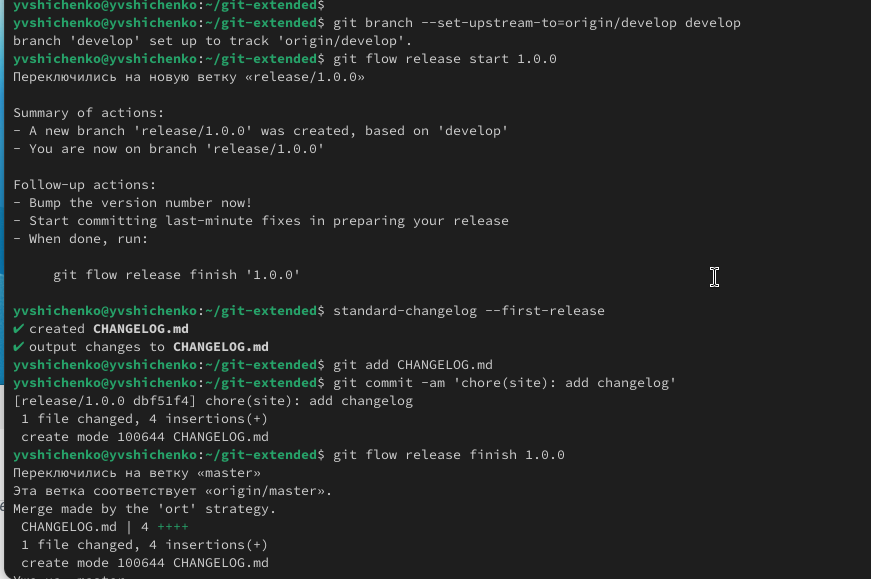 yvshichenko@yvshichenko:~/git-extended$
yvshichenko@yvshichenko:~/git-extended$ git branch --set-upstream-to=origin/develop develop
branch 'develop' set up to track 'origin/develop'.
yvshichenko@yvshichenko:~/git-extended$ git flow release start 1.0.0
Переключились на новую ветку «release/1.0.0»
Summary of actions:
- A new branch 'release/1.0.0' was created, based on 'develop'
- You are now on branch 'release/1.0.0'
Follow-up actions:
- Bump the version number now!
- Start committing last-minute fixes in preparing your release
- When done, run:
git flow release finish '1.0.0'
yvshichenko@yvshichenko:~/git-extended$ standard-changelog --first-release
✔ created CHANGELOG.md
✔ output changes to CHANGELOG.md
yvshichenko@yvshichenko:~/git-extended$ git add CHANGELOG.md
yvshichenko@yvshichenko:~/git-extended$ git commit -am 'chore(site): add changelog'
[release/1.0.0 dbf51f4] chore(site): add changelog
1 file changed, 4 insertions(+)
create mode 100644 CHANGELOG.md
yvshichenko@yvshichenko:~/git-extended$ git flow release finish 1.0.0
Переключились на ветку «master»
Эта ветка соответствует «origin/master».
Merge made by the 'ort' strategy.
CHANGELOG.md | 4 ++++
1 file changed, 4 insertions(+)
create mode 100644 CHANGELOG.md